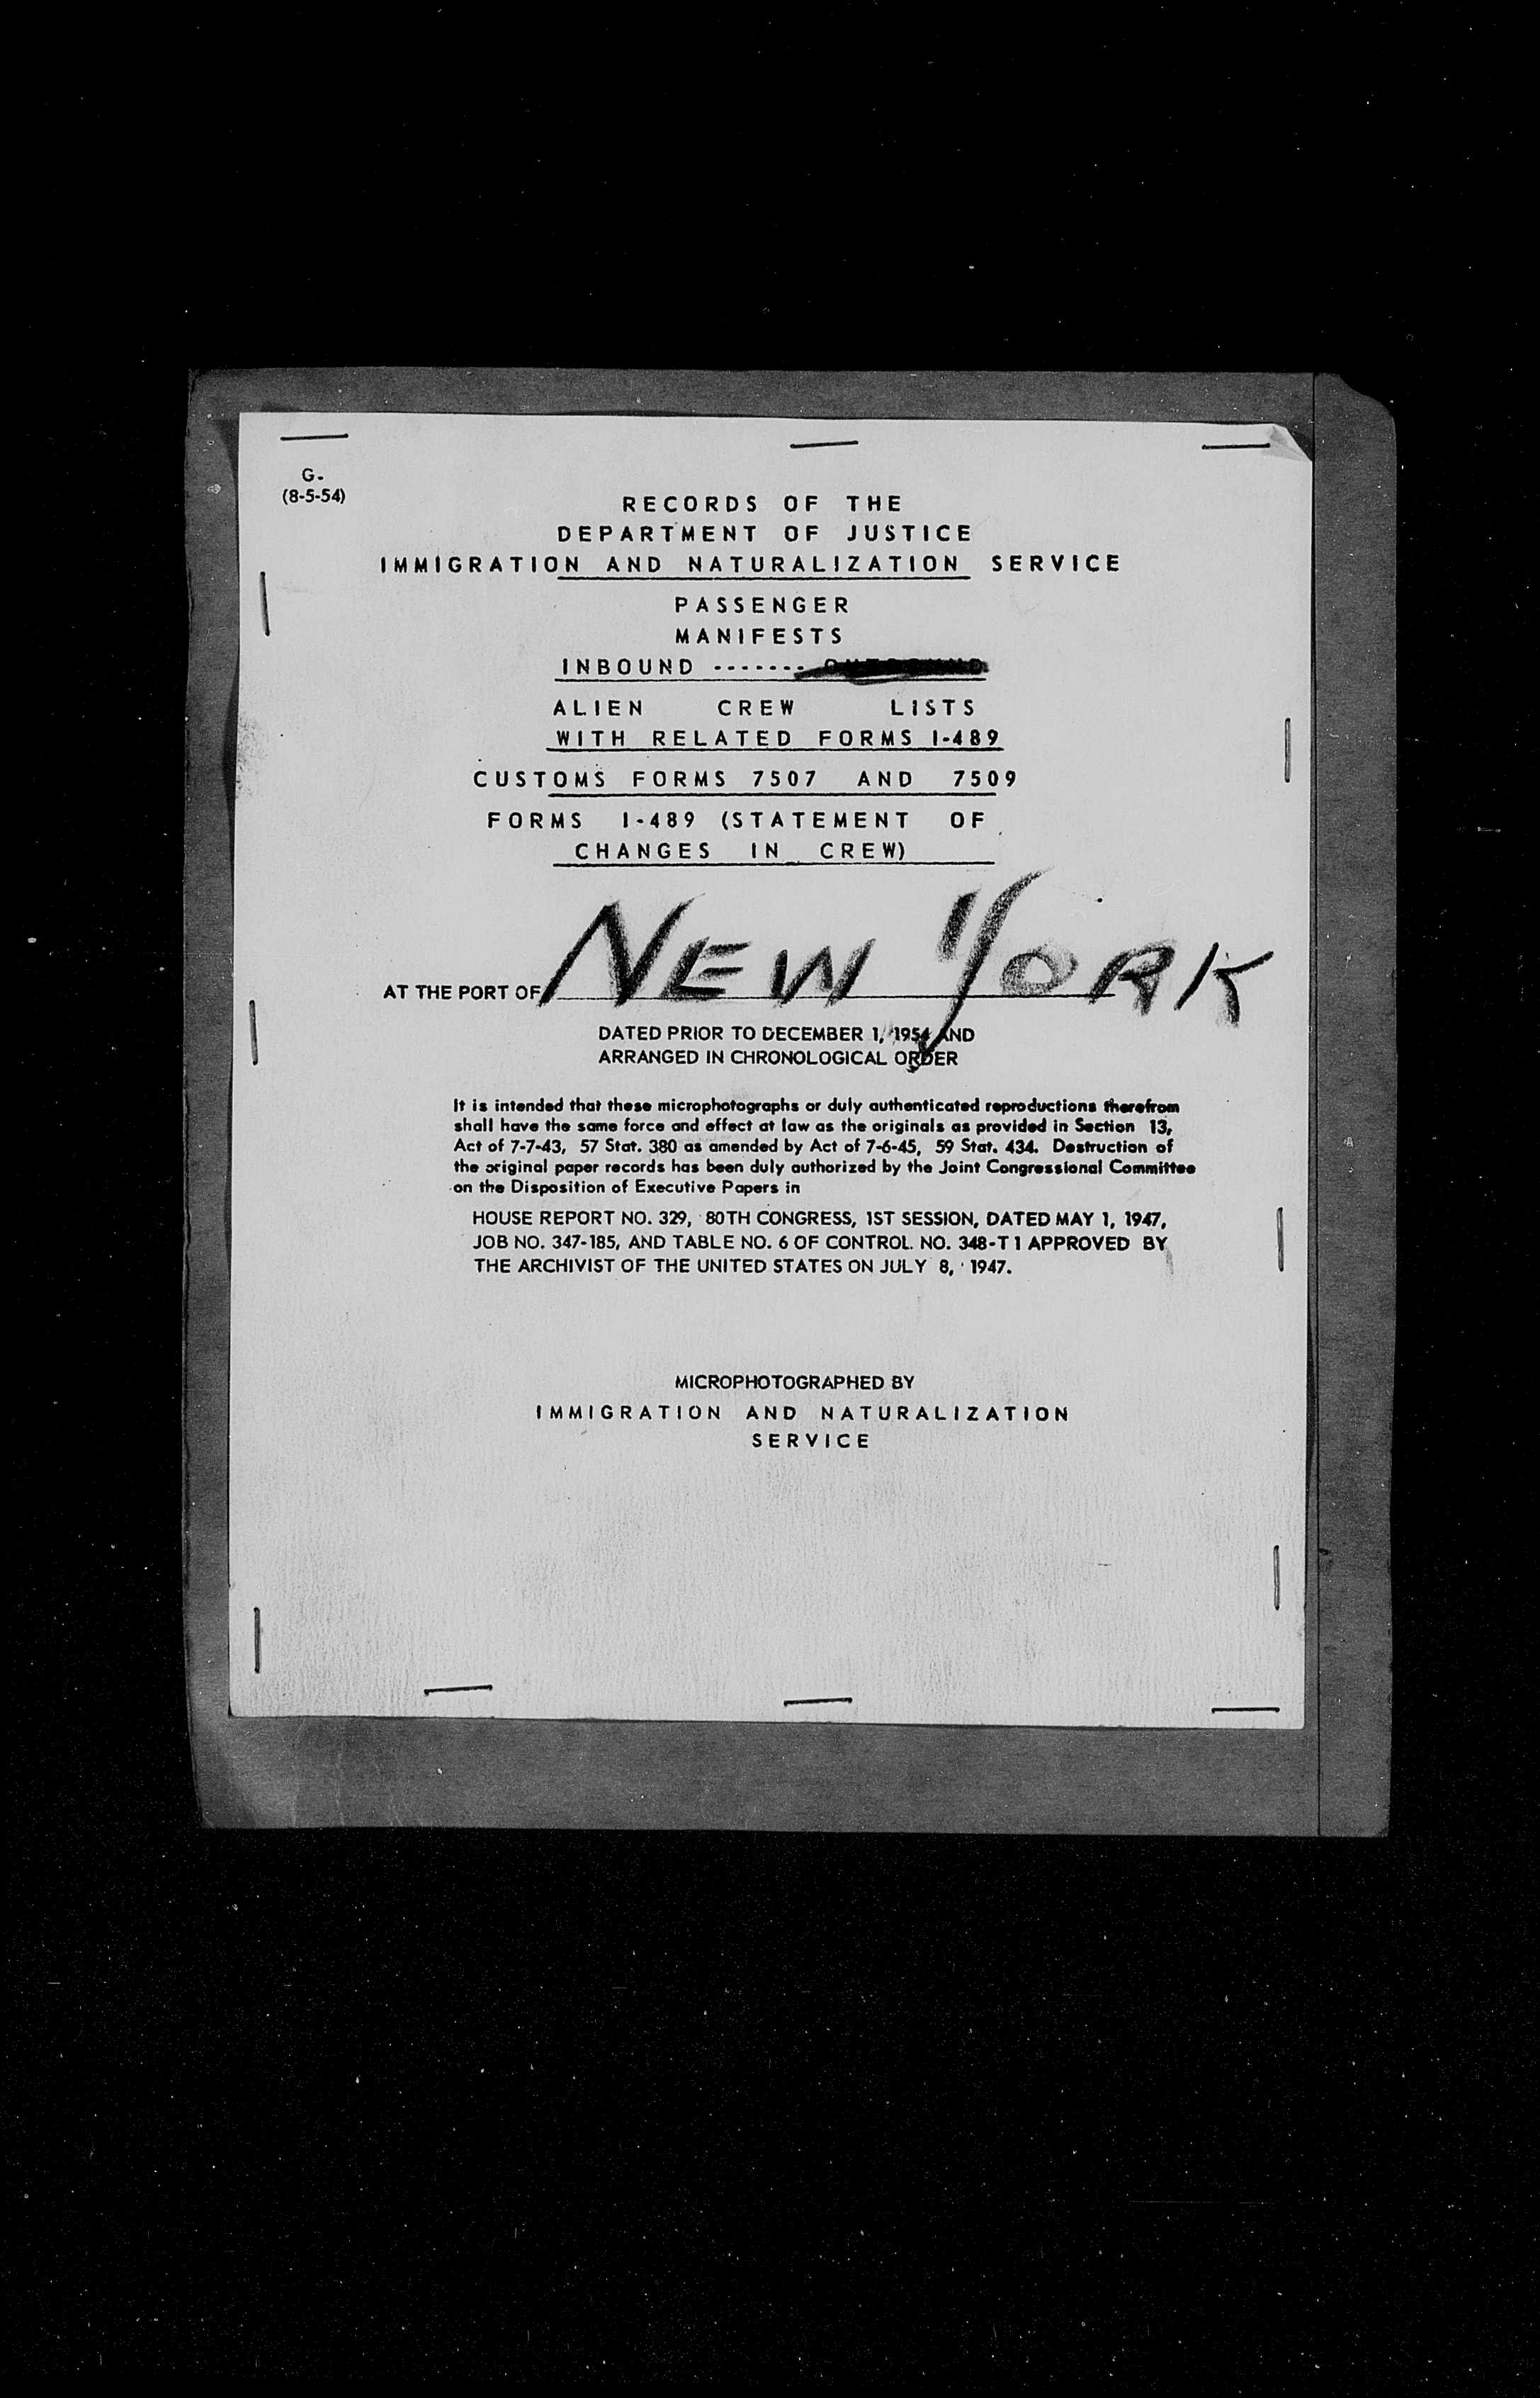 G-
(8-5-54)
RECORDS OF THE
DEPARTMENT OF JUSTICE
IMMIGRATION AND NATURALIZATION SERVICE
PASSENGER
MANIFESTS
INBOUND ------- OUTBOUND
ALIEN CREW LISTS
WITH RELATED FORMS I-489
CUSTOMS FORMS 7507 AND 7509
FORMS I-489 (STATEMENT OF
CHANGES IN CREW)
AT THE PORT OF NEW YORK
DATED PRIOR TO DECEMBER 1, 1954 AND
ARRANGED IN CHRONOLOGICAL ORDER
It is intended that these microphotographs or duly authenticated reproductions therefrom
shall have the same force and effect at law as the originals as provided in Section 13,
Act of 7-7-43, 57 Stat. 380 as amended by Act of 7-6-45, 59 Stat. 434. Destruction of
the original paper records has been duly authorized by the Joint Congressional Committee
on the Disposition of Executive Papers in
HOUSE REPORT NO. 329, 80TH CONGRESS, 1ST SESSION, DATED MAY 1, 1947,
JOB NO. 347-185, AND TABLE NO. 6 OF CONTROL NO. 348-T1 APPROVED BY
THE ARCHIVIST OF THE UNITED STATES ON JULY 8, 1947.
MICROPHOTOGRAPHED BY
IMMIGRATION AND NATURALIZATION
SERVICE